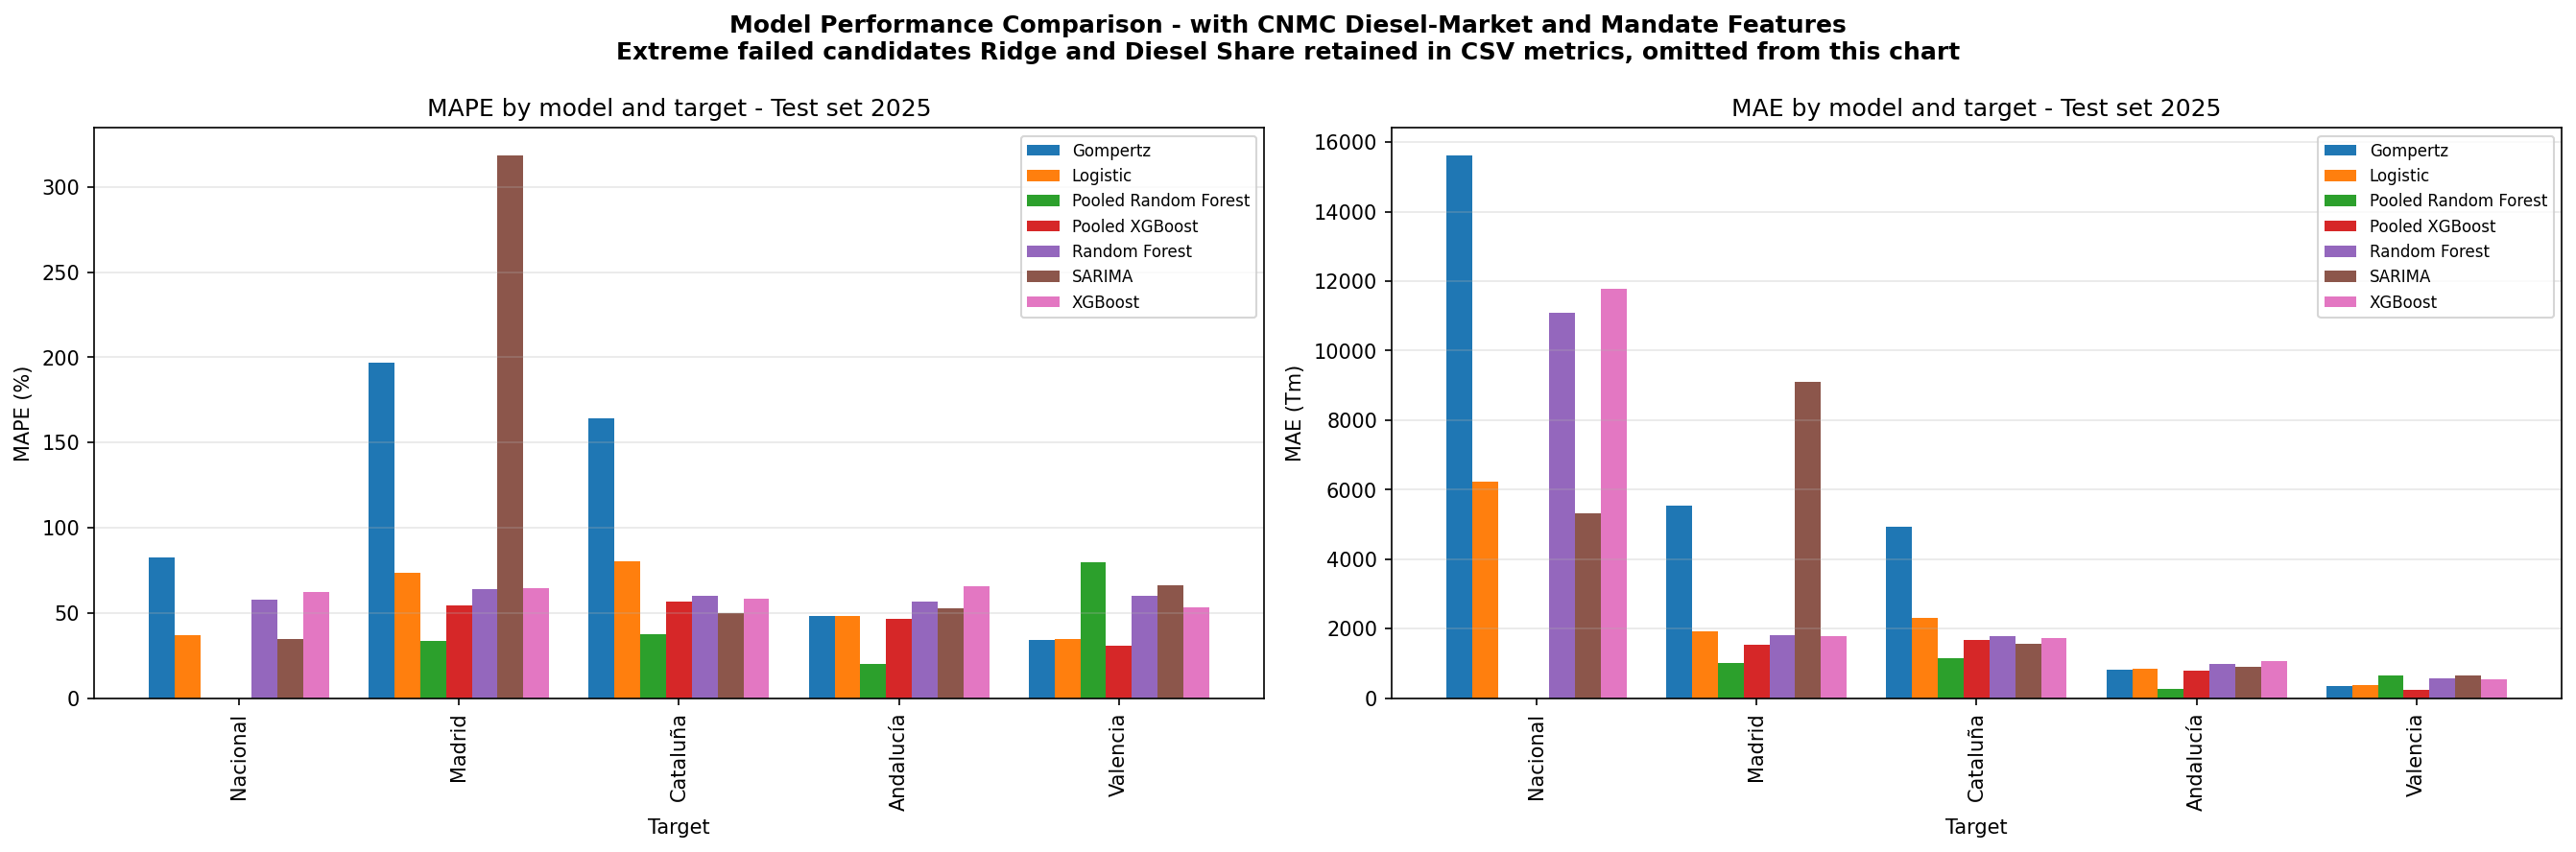 Model Performance Comparison - with CNMC Diesel-Market and Mandate Features
Extreme failed candidates Ridge and Diesel Share retained in CSV metrics, omitted from this chart
MAPE by model and target - Test set 2025
MAPE (%)
300
250
200
150
100
50
0
Gompertz
Logistic
Pooled Random Forest
Pooled XGBoost
Random Forest
SARIMA
XGBoost
Nacional
Madrid
Cataluña
Andalucía
Valencia
Target
MAE by model and target - Test set 2025
MAE (Tm)
16000
14000
12000
10000
8000
6000
4000
2000
0
Gompertz
Logistic
Pooled Random Forest
Pooled XGBoost
Random Forest
SARIMA
XGBoost
Nacional
Madrid
Cataluña
Andalucía
Valencia
Target